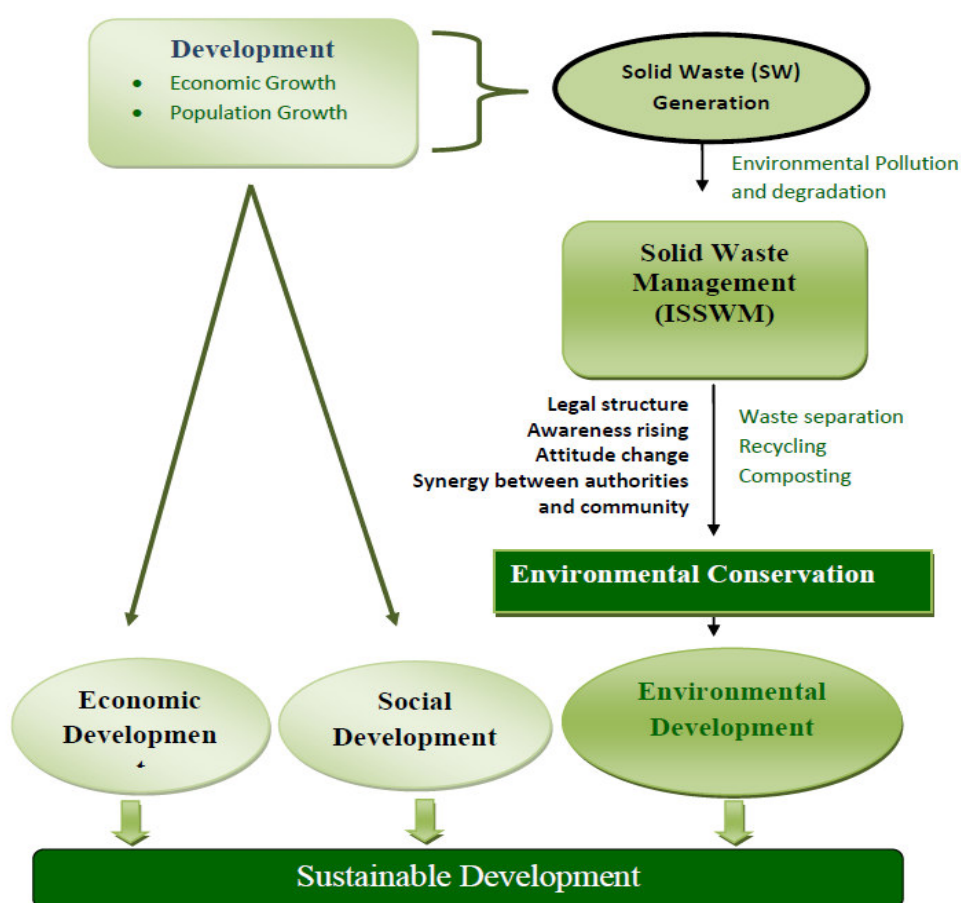 Development
• Economic Growth
• Population Growth
Solid Waste (SW)
Generation
Environmental Pollution
and degradation
Solid Waste
Management
(ISSWM)
Legal structure
Awareness rising
Attitude change
Synergy between authorities
and community
Waste separation
Recycling
Composting
Environmental Conservation
Economic
Developmen
t
Social
Development
Environmental
Development
Sustainable Development